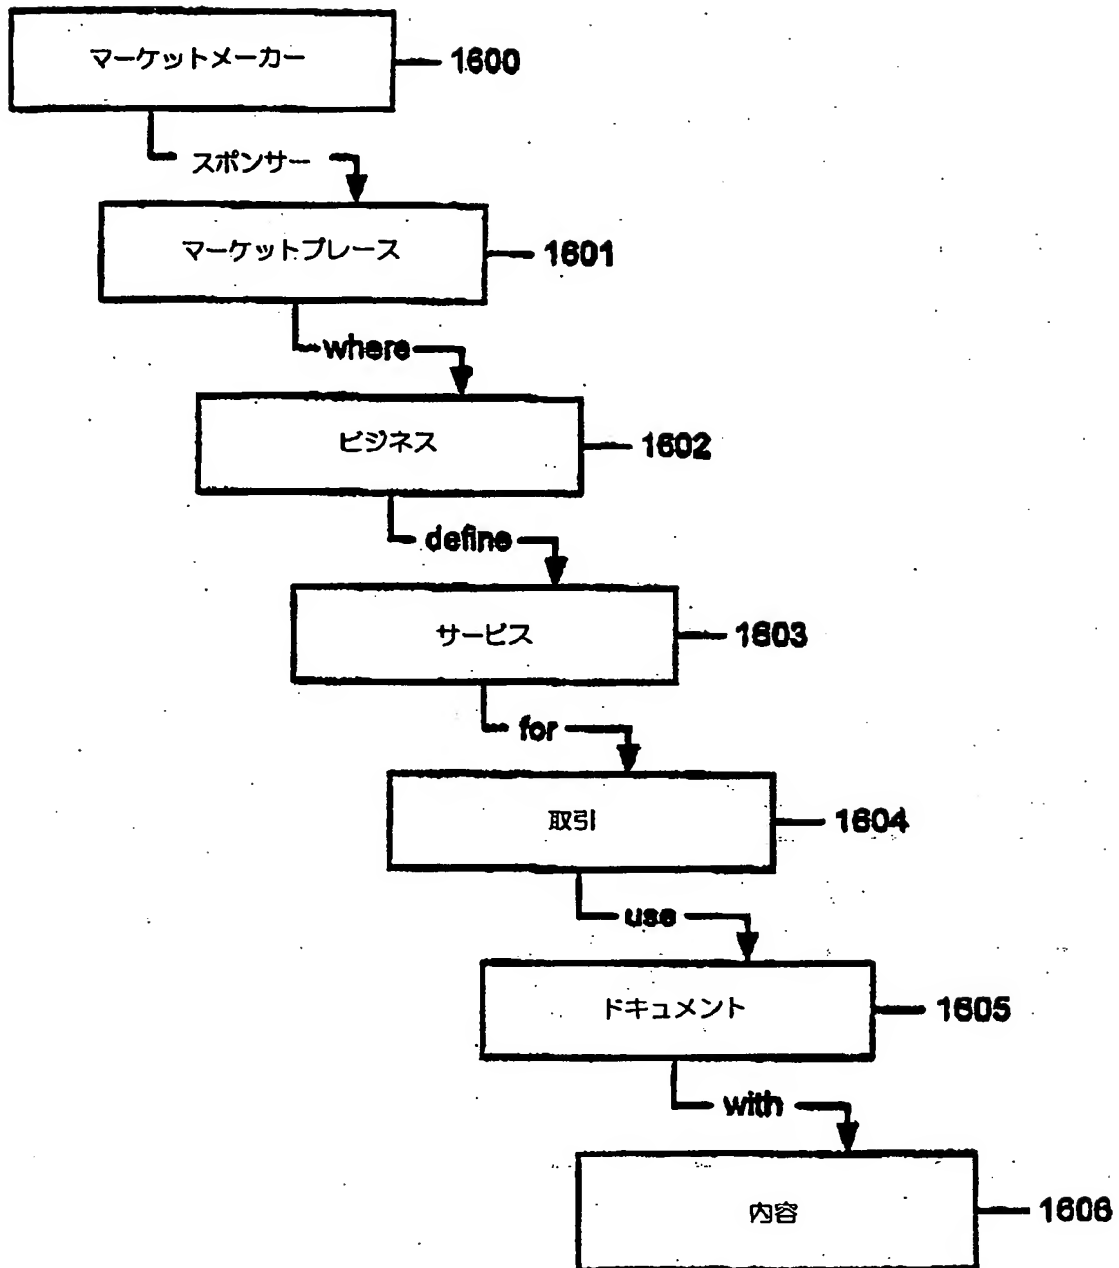 マーケットメーカー
1600
スポンサー
マーケットプレース
1601
where
ビジネス
1602
define
サービス
1603
for
取引
1604
use
ドキュメント
1605
with
内容
1606